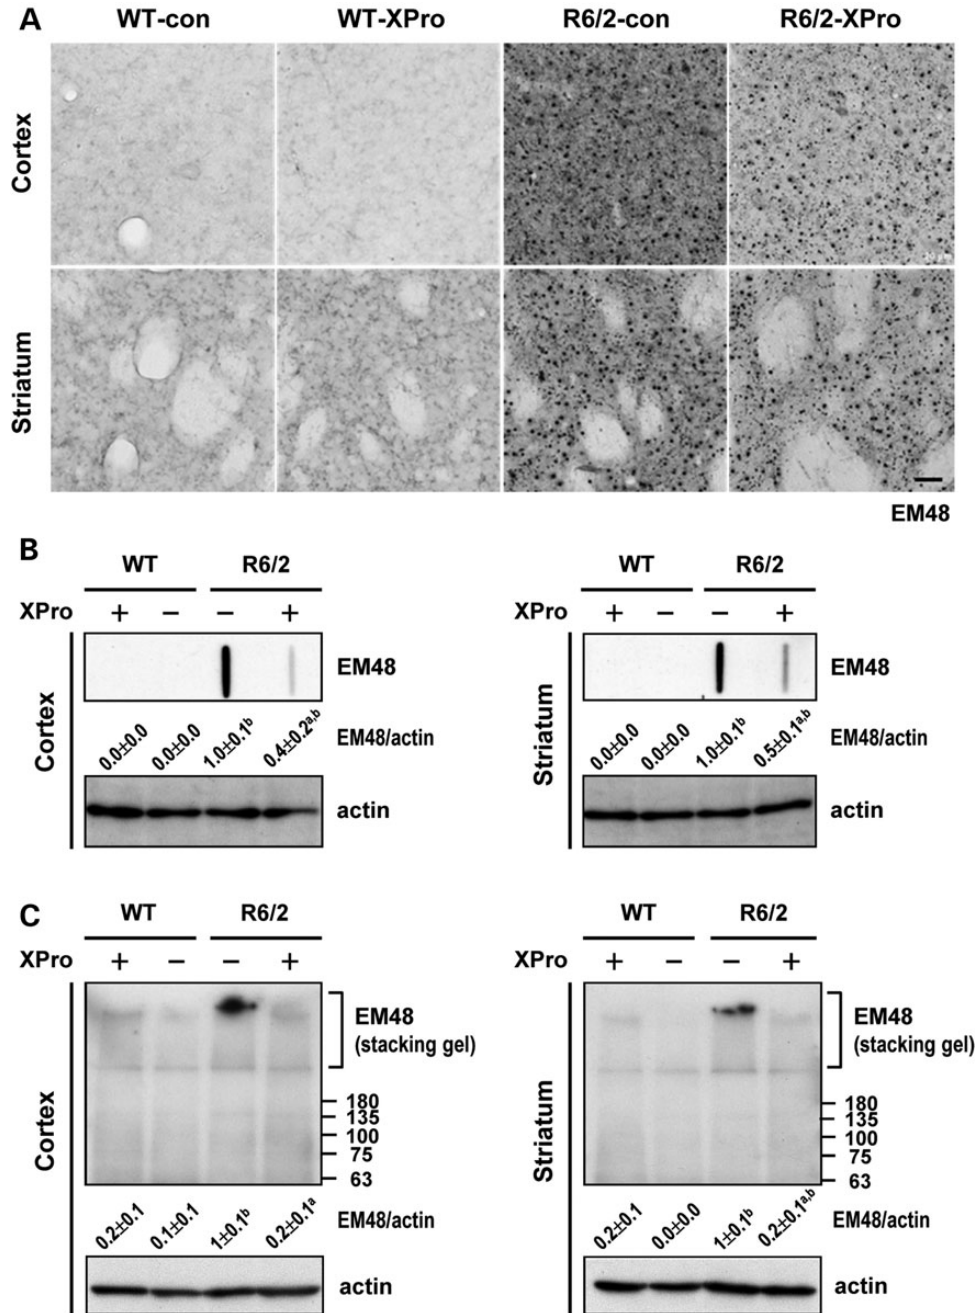 A WT-con WT-XPro R6/2-con R6/2-XPro
Cortex
Striatum
EM48
B
WT R6/2
XPro + − − +
Cortex
EM48
0.0±0.0 0.0±0.0 1.0±0.1ᵇ 0.4±0.2ᵃ,ᵇ EM48/actin
actin
WT R6/2
XPro + − − +
Striatum
EM48
0.0±0.0 0.0±0.0 1.0±0.1ᵇ 0.5±0.1ᵃ,ᵇ EM48/actin
actin
C
WT R6/2
XPro + − − +
Cortex
EM48
(stacking gel)
180
135
100
75
63
0.2±0.1 0.1±0.1 1±0.1ᵇ 0.2±0.1ᵃ EM48/actin
actin
WT R6/2
XPro + − − +
Striatum
EM48
(stacking gel)
180
135
100
75
63
0.2±0.1 0.0±0.0 1±0.1ᵇ 0.2±0.1ᵃ,ᵇ EM48/actin
actin